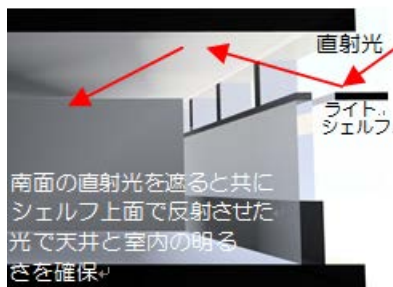 直射光
ライト
シェルフ
南面の直射光を遮ると共に
シェルフ上面で反射させた
光で天井と室内の明る
さを確保